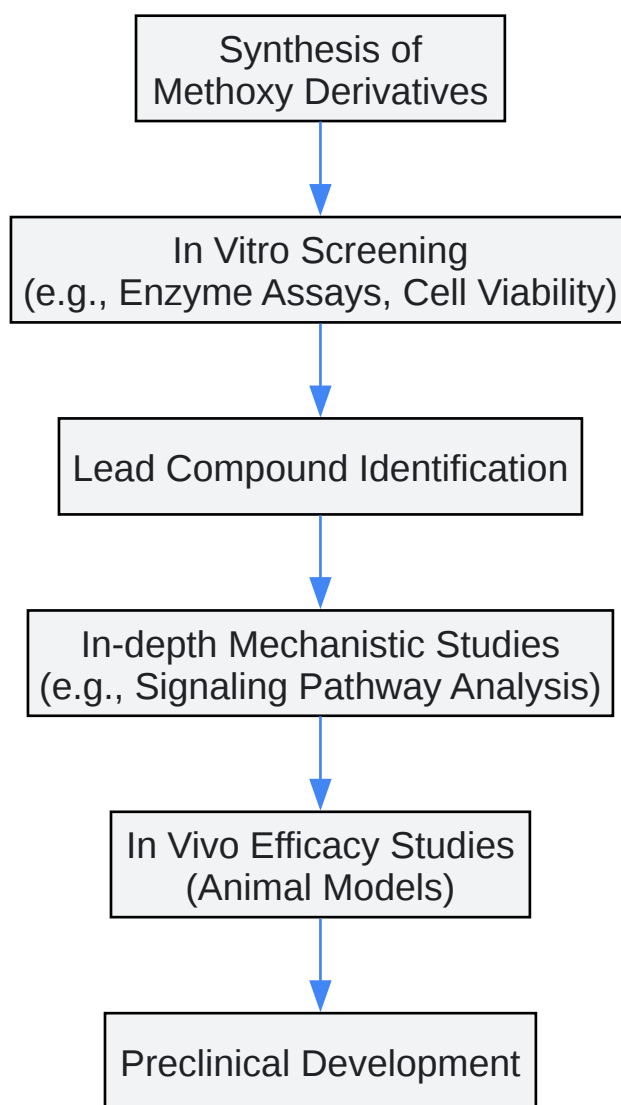 Synthesis of
Methoxy Derivatives
In Vitro Screening
(e.g., Enzyme Assays, Cell Viability)
Lead Compound Identification
In-depth Mechanistic Studies
(e.g., Signaling Pathway Analysis)
In Vivo Efficacy Studies
(Animal Models)
Preclinical Development